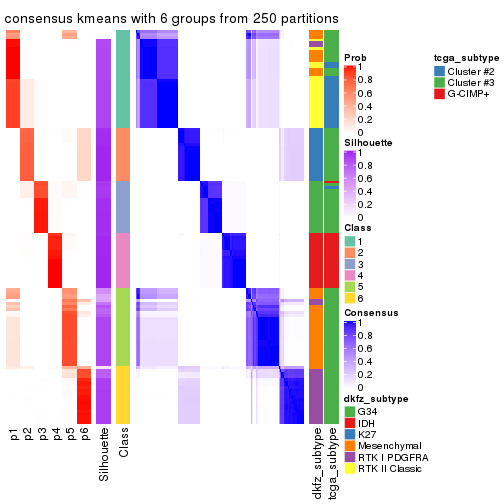 consensus kmeans with 6 groups from 250 partitions
Prob
1
0.8
0.6
0.4
0.2
0
Silhouette
1
0.8
0.6
0.4
0.2
0
Class
1
2
3
4
5
6
Consensus
1
0.8
0.6
0.4
0.2
0
dkfz_subtype
G34
IDH
K27
Mesenchymal
RTK I PDGFRA
RTK II Classic
tcga_subtype
Cluster #2
Cluster #3
G-CIMP+
p1
p2
p3
p4
p5
p6
Silhouette
Class
dkfz_subtype
tcga_subtype